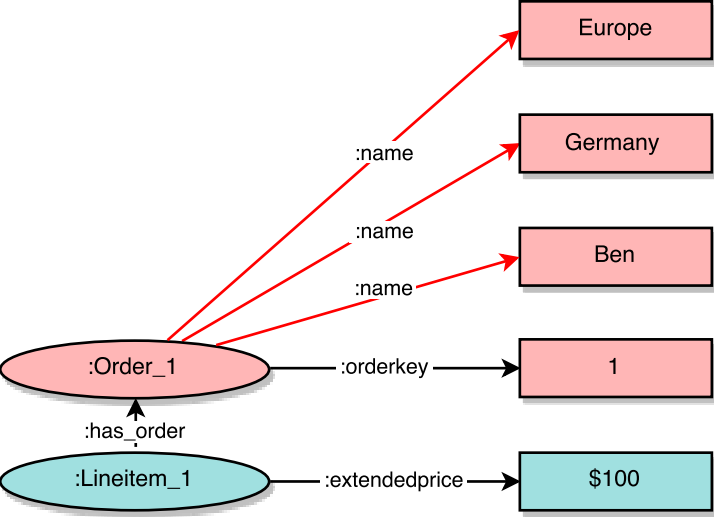 Europe
:name
Germany
:name
Ben
:name
:Order_1
:orderkey
1
:has_order
:Lineitem_1
:extendedprice
$100